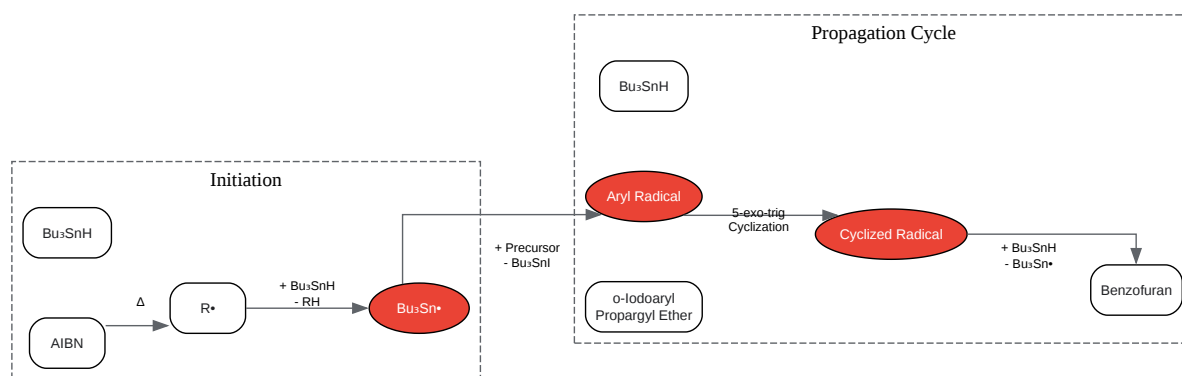 Propagation Cycle
Bu₃SnH
Initiation
Aryl Radical
5-exo-trig
Cyclization
Cyclized Radical
Bu₃SnH
+ Precursor
- Bu₃SnI
+ Bu₃SnH
- Bu₃Sn•
Δ
R•
+ Bu₃SnH
- RH
Bu₃Sn•
o-Iodoaryl
Propargyl Ether
Benzofuran
AIBN